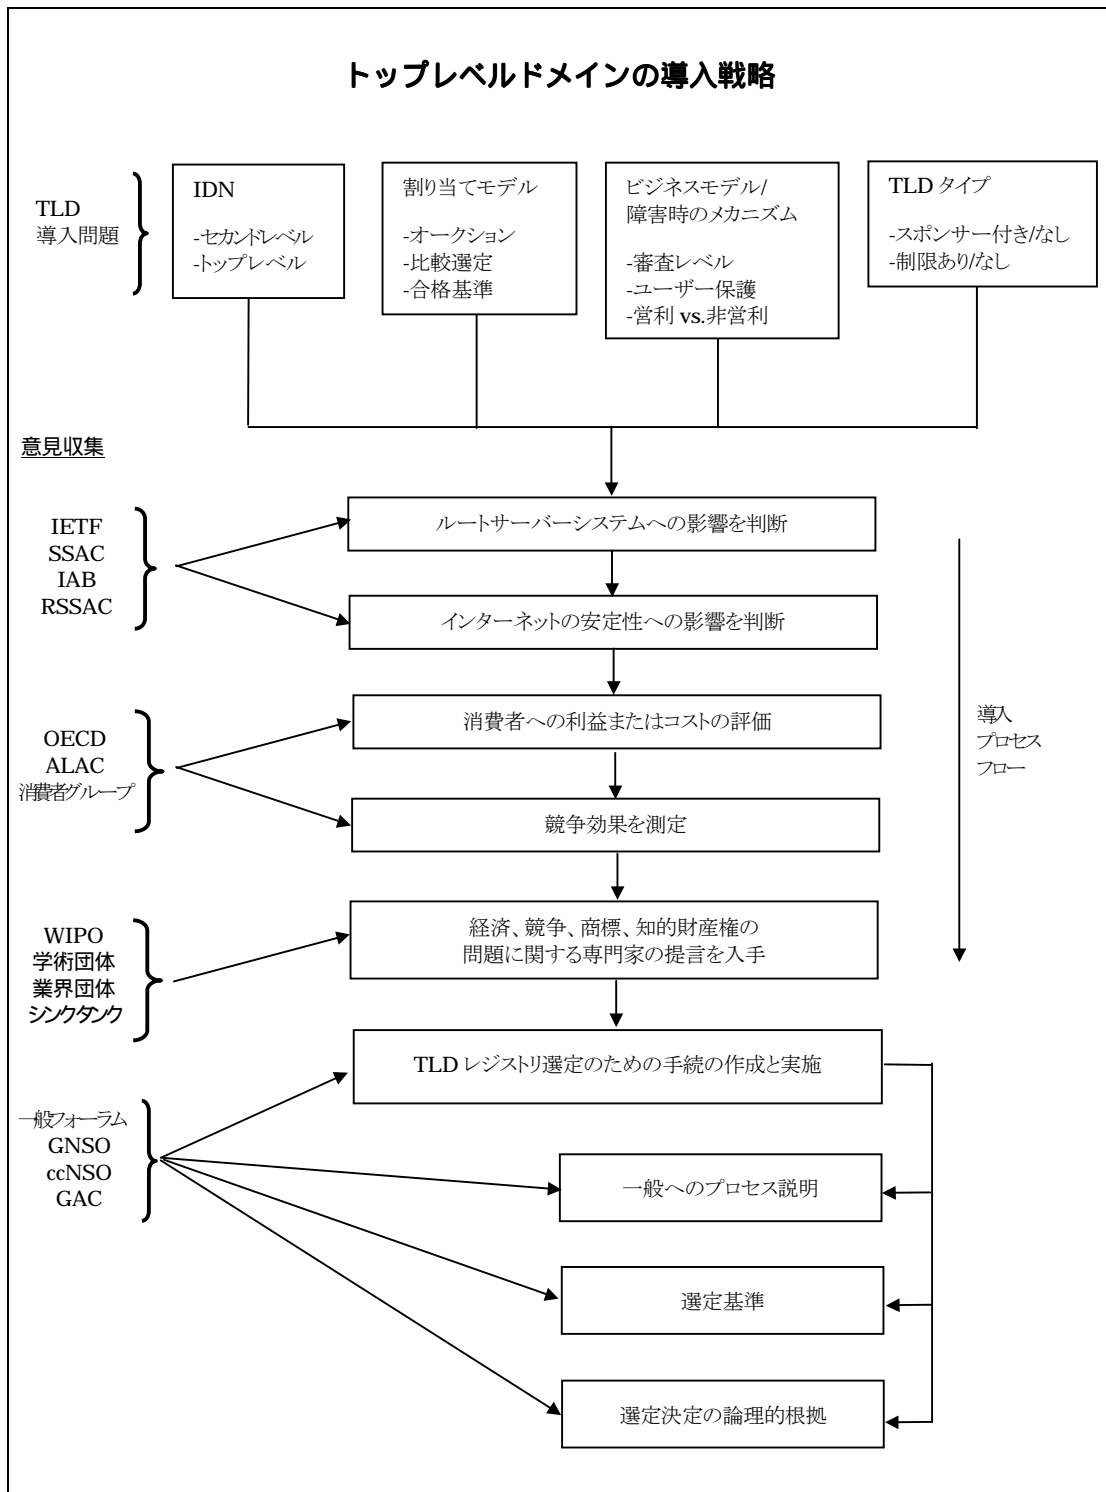 トップレベルドメインの導入戦略
TLD
導入問題
IDN
-セカンドレベル
-トップレベル
割り当てモデル
-オークション
-比較選定
-合格基準
ビジネスモデル/
障害時のメカニズム
-審査レベル
-ユーザー保護
-営利 vs.非営利
TLD タイプ
-スポンサー付き/なし
-制限あり/なし
意見収集
IETF
SSAC
IAB
RSSAC
ルートサーバーシステムへの影響を判断
インターネットの安定性への影響を判断
OECD
ALAC
消費者グループ
消費者への利益またはコストの評価
競争効果を測定
導入
プロセス
フロー
WIPO
学術団体
業界団体
シンクタンク
経済、競争、商標、知的財産権の
問題に関する専門家の提言を入手
TLD レジストリ選定のための手続の作成と実施
一般フォーラム
GNSO
ccNSO
GAC
一般へのプロセス説明
選定基準
選定決定の論理的根拠